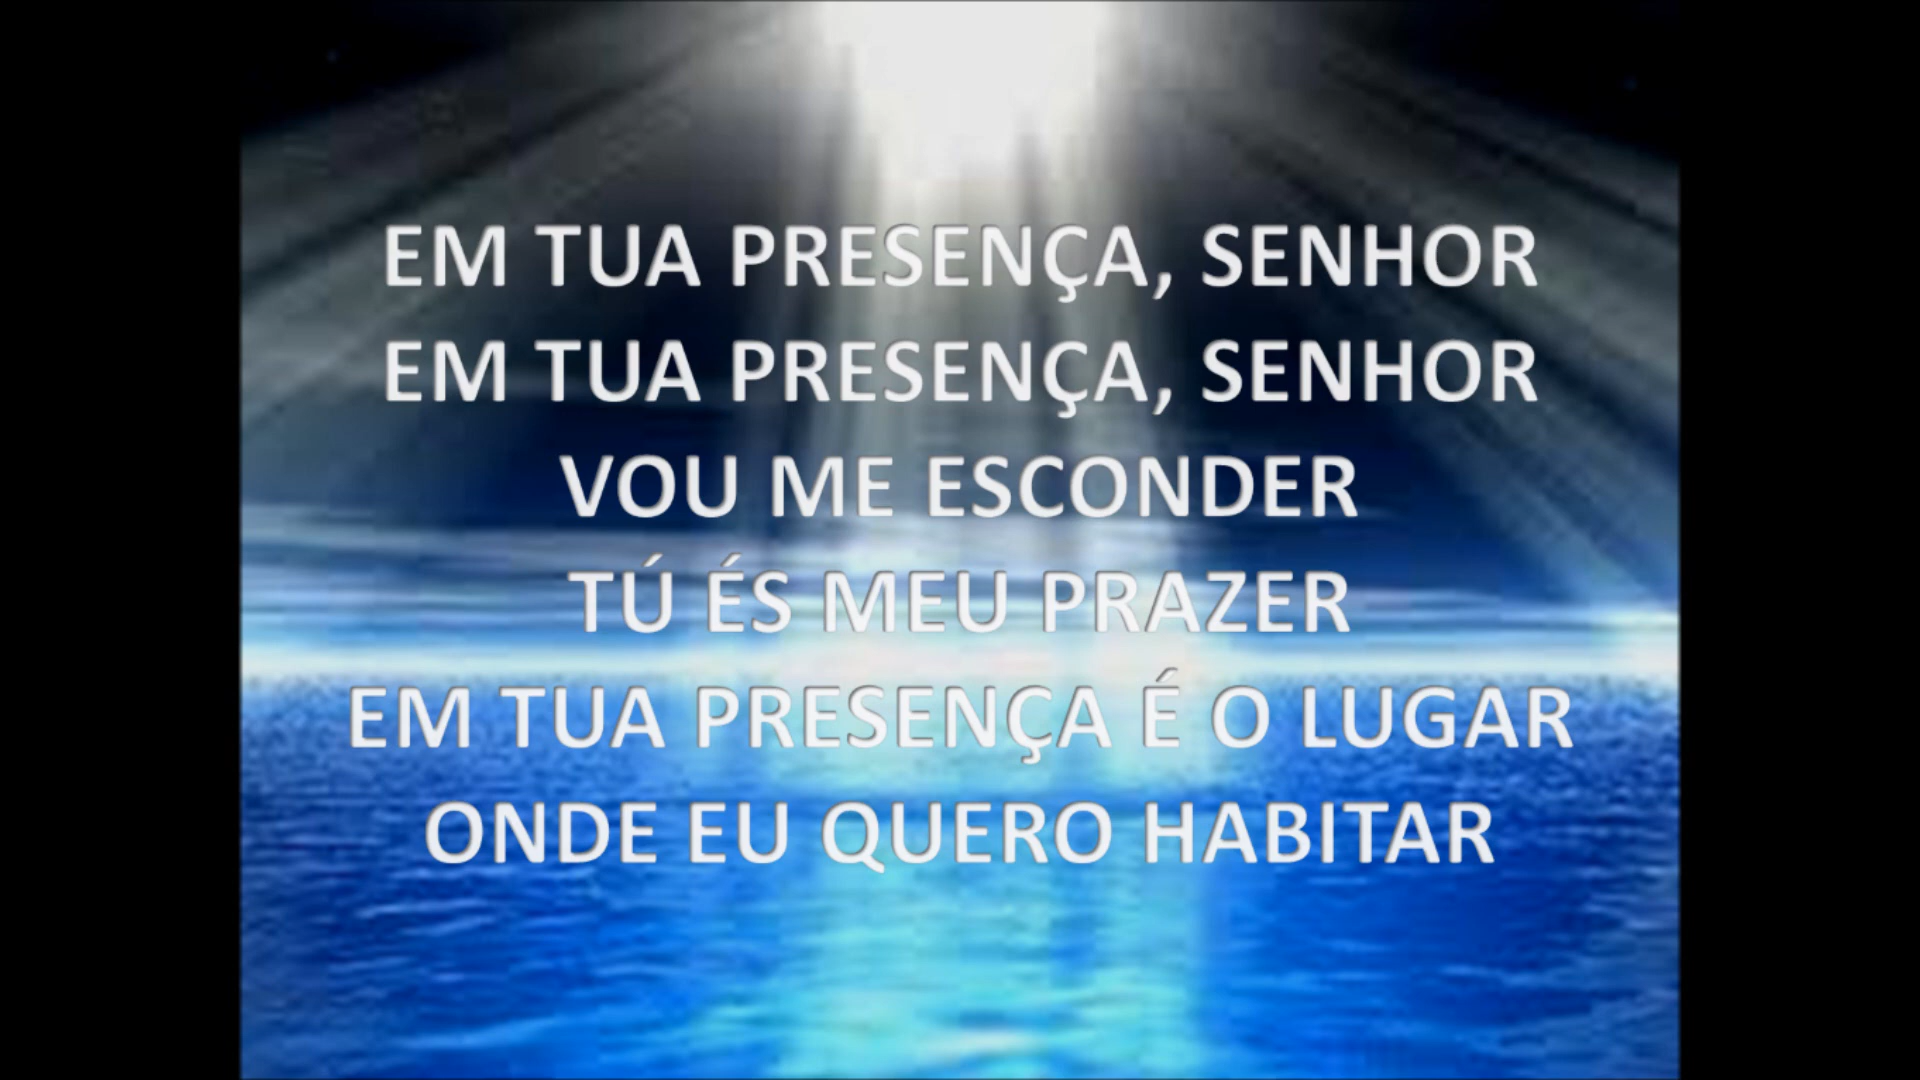 EM TUA PRESENÇA, SENHOR
EM TUA PRESENÇA, SENHOR
VOU ME ESCONDER
TÚ ÉS MEU PRAZER
EM TUA PRESENÇA É O LUGAR
ONDE EU QUERO HABITAR